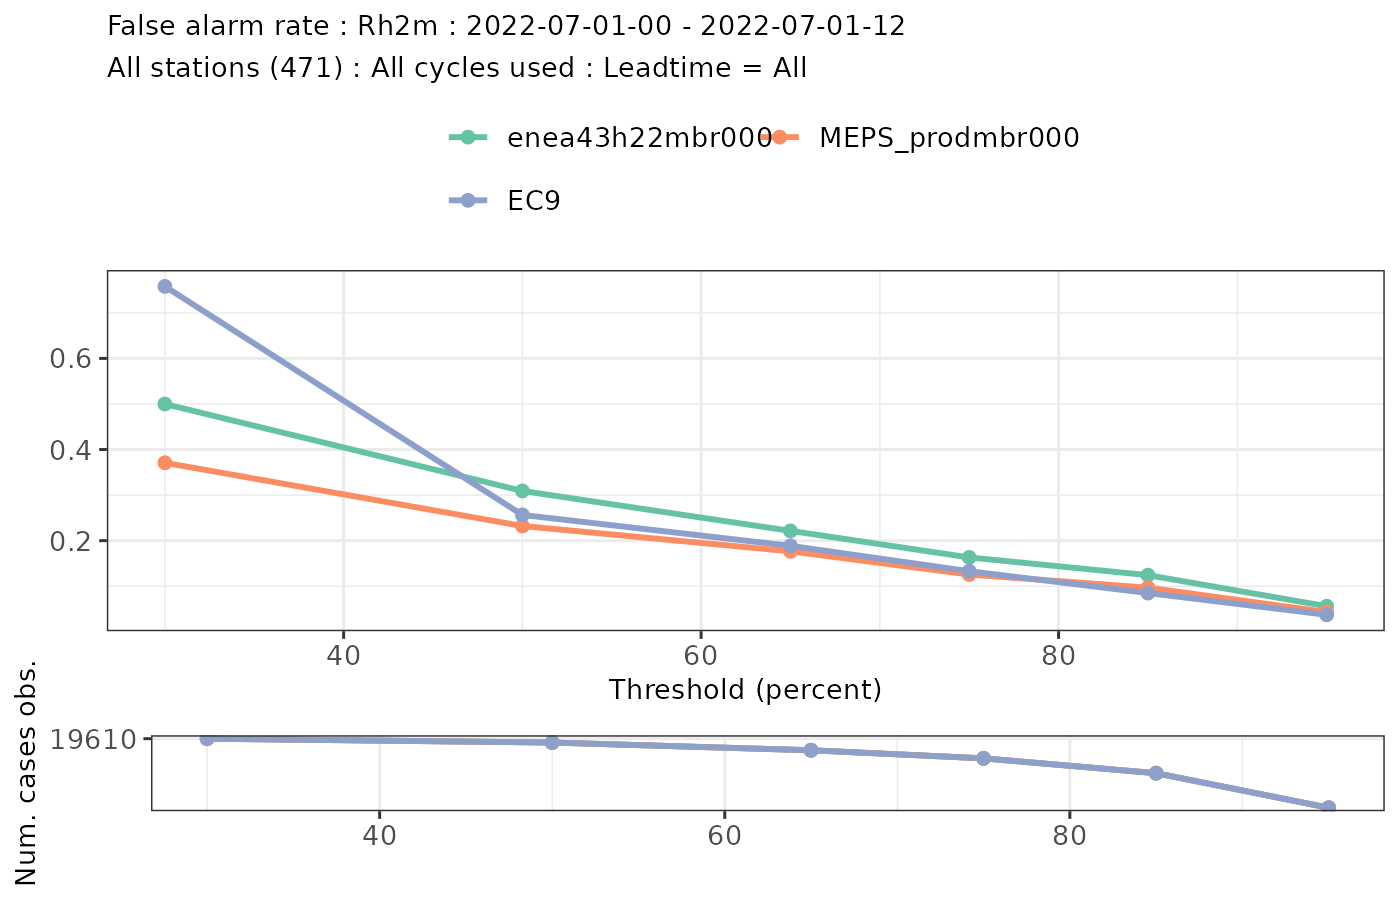 False alarm rate : Rh2m : 2022-07-01-00 - 2022-07-01-12
All stations (471) : All cycles used : Leadtime = All
enea43h22mbr000 MEPS_prodmbr000
EC9
0.6
0.4
0.2
40 60 80
Threshold (percent)
Num. cases obs.
19610
40 60 80